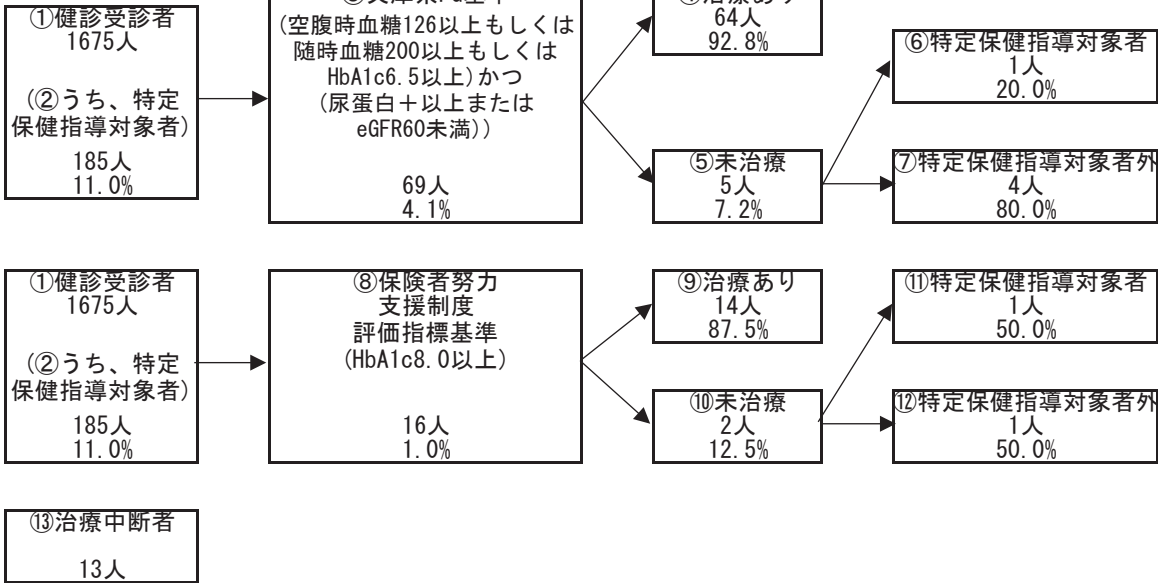 ①健診受診者
1675人
(②うち、特定
保健指導対象者)
185人
11.0%
(空腹時血糖126以上もしくは
随時血糖200以上もしくは
HbA1c6.5以上)かつ
(尿蛋白＋以上または
eGFR60未満))
69人
4.1%
64人
92.8%
⑤未治療
5人
7.2%
⑥特定保健指導対象者
1人
20.0%
⑦特定保健指導対象者外
4人
80.0%
①健診受診者
1675人
(②うち、特定
保健指導対象者)
185人
11.0%
⑧保険者努力
支援制度
評価指標基準
(HbA1c8.0以上)
16人
1.0%
⑨治療あり
14人
87.5%
⑩未治療
2人
12.5%
⑪特定保健指導対象者
1人
50.0%
⑫特定保健指導対象者外
1人
50.0%
⑬治療中断者
13人